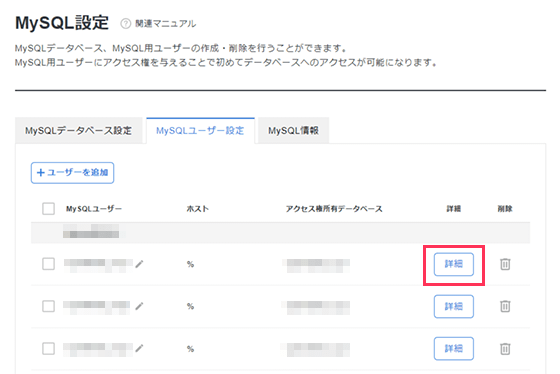 MySQL設定 ? 関連マニュアル
MySQLデータベース、MySQL用ユーザーの作成・削除を行うことができます。
MySQL用ユーザーにアクセス権を与えることで初めてデータベースへのアクセスが可能になります。
MySQLデータベース設定 MySQLユーザー設定 MySQL情報
+ ユーザーを追加
MySQLユーザー ホスト アクセス権所有データベース 詳細 削除
% 詳細
% 詳細
% 詳細